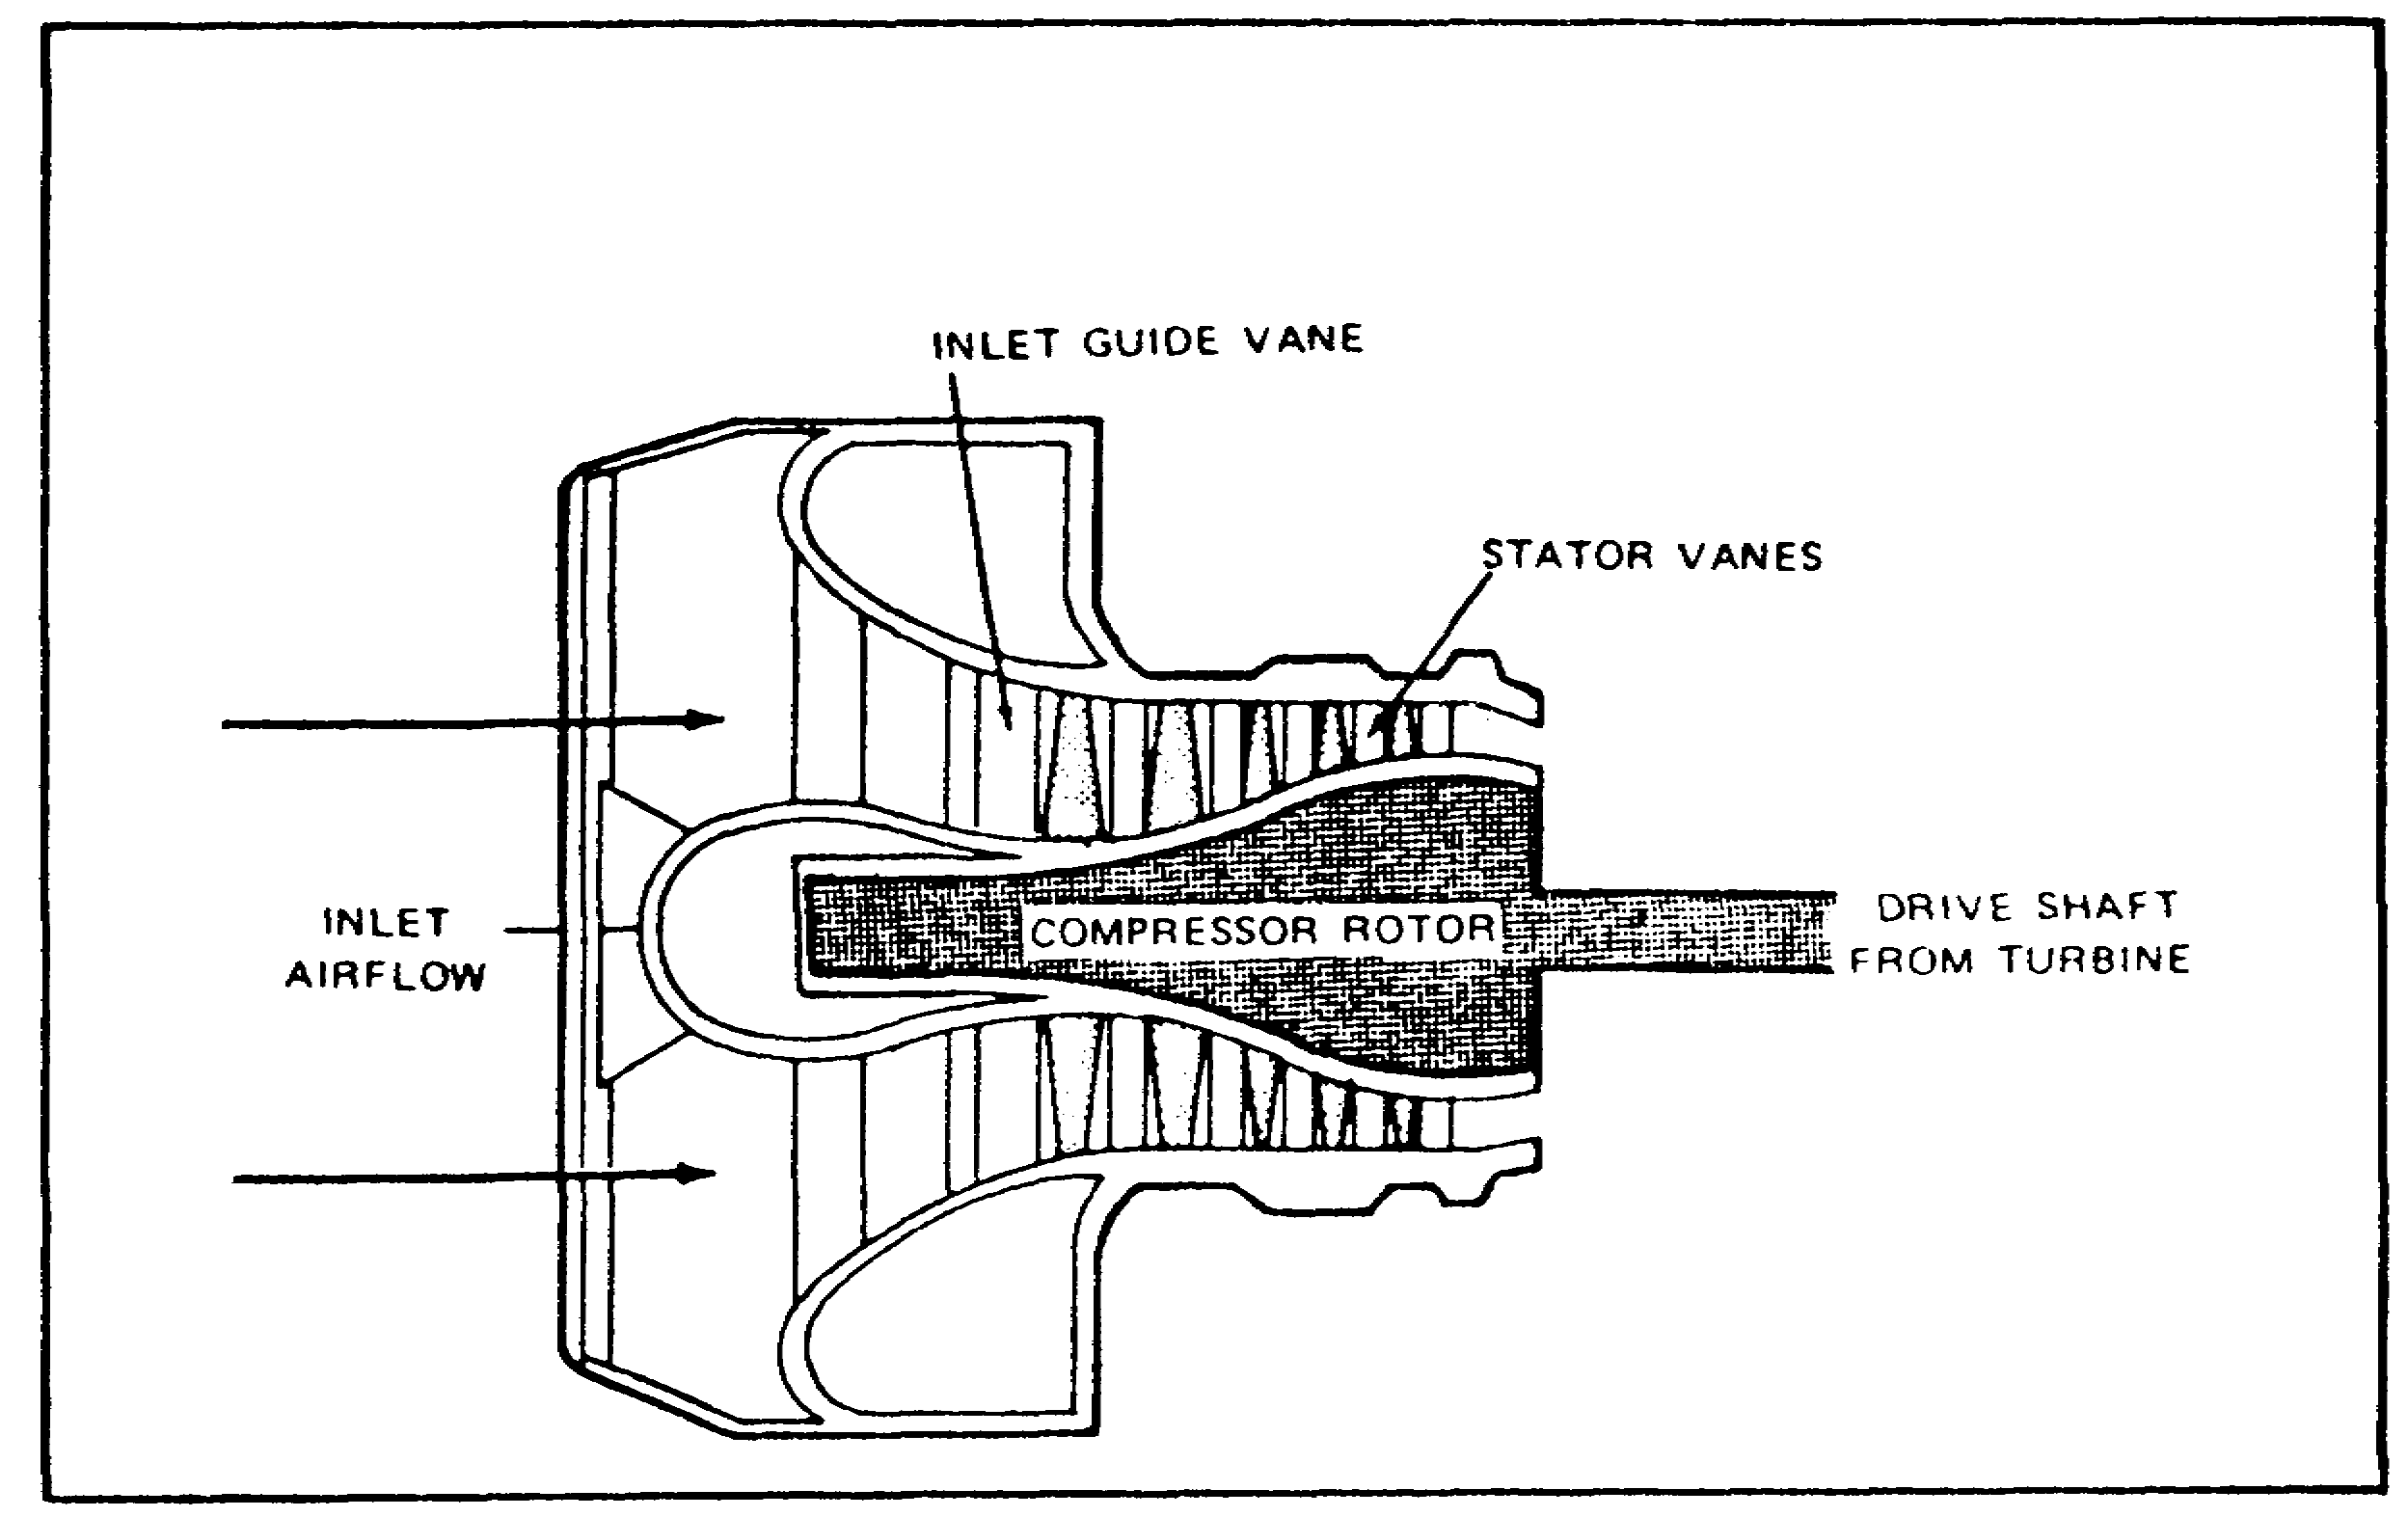 INLET GUIDE VANE
STATOR VANES
INLET
AIRFLOW
COMPRESSOR ROTOR
DRIVE SHAFT
FROM TURBINE